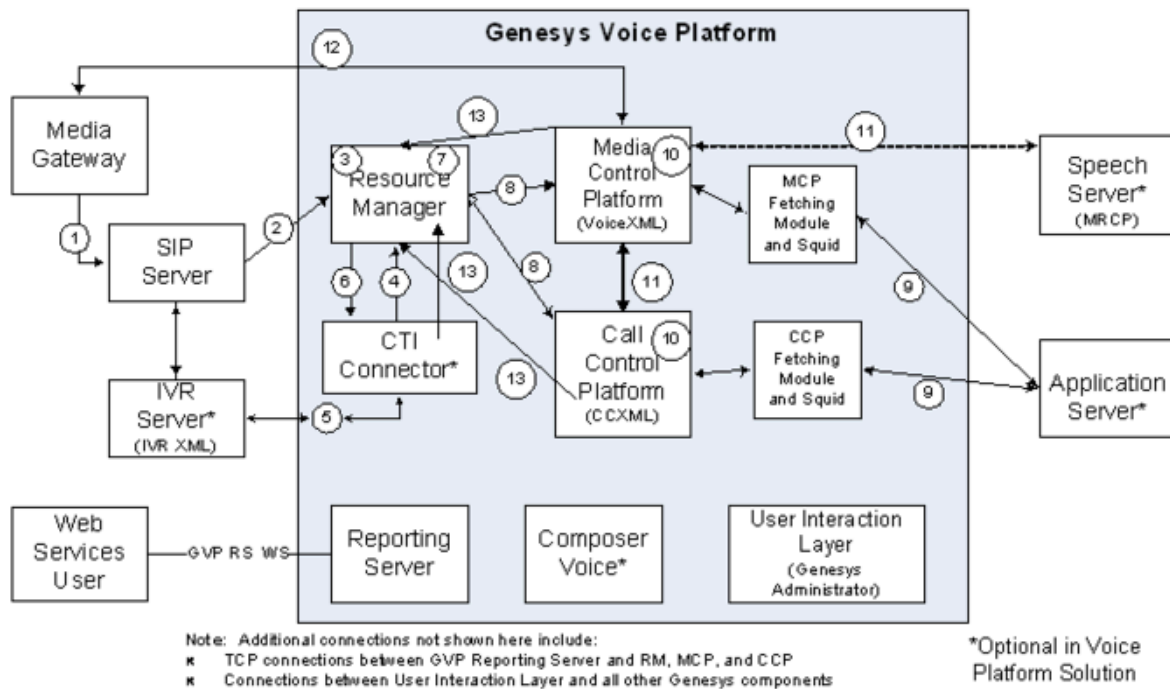 Genesys Voice Platform
12
Media
Gateway
13
11
3
7
Resource
Manager
8
Media
Control
Platform
(VoiceXML)
10
MCP
Fetching
Module
and Squid
Speech
Server*
(MRCP)
1
SIP
Server
2
6
4
13
8
11
9
CTI
Connector*
13
Call
Control
Platform
(CCXML)
10
CCP
Fetching
Module
and Squid
9
Application
Server*
IVR
Server*
(IVR XML)
5
Web
Services
User
GVP RS WS
Reporting
Server
Composer
Voice*
User Interaction
Layer
(Genesys
Administrator)
Note: Additional connections not shown here include:
ж TCP connections between GVP Reporting Server and RM, MCP, and CCP
ж Connections between User Interaction Layer and all other Genesys components
*Optional in Voice
Platform Solution